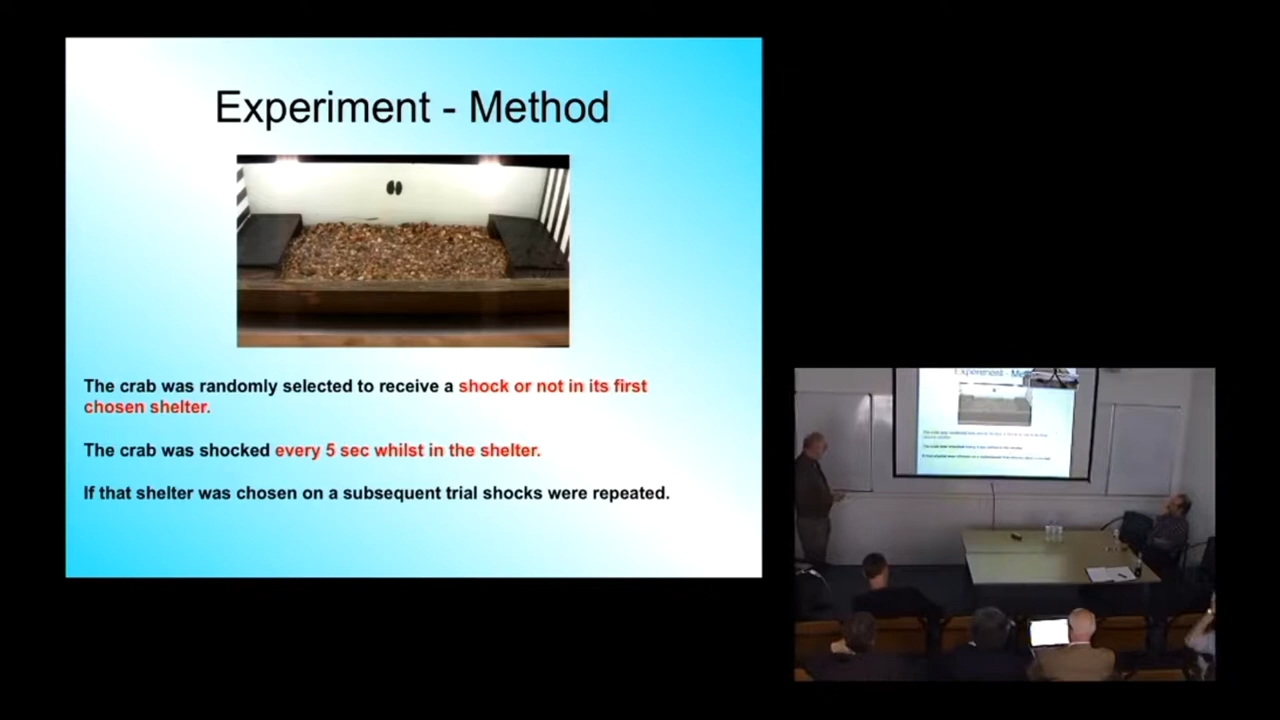 Experiment - Method
The crab was randomly selected to receive a shock or not in its first
chosen shelter.
The crab was shocked every 5 sec whilst in the shelter.
If that shelter was chosen on a subsequent trial shocks were repeated.
Experiment - Me